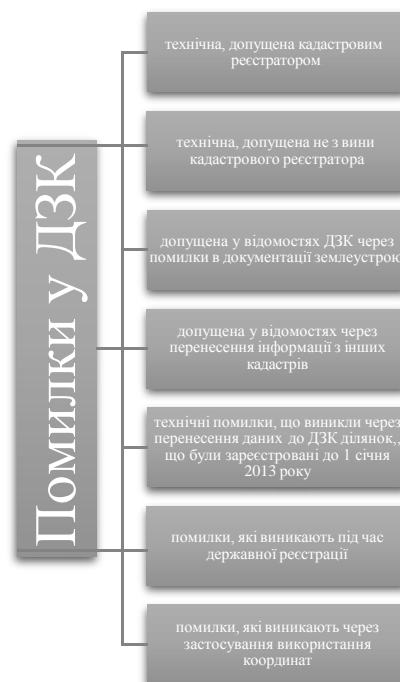 Помилки у ДЗК
технічна, допущена кадастровим
реєстратором
технічна, допущена не з вини
кадастрового реєстратора
допущена у відомостях ДЗК через
помилки в документації землеустрою
допущена у відомостях через
перенесення інформації з інших
кадастрів
технічні помилки, що виникли через
перенесення даних до ДЗК ділянок,,
що були зареєстровані до 1 січня
2013 року
помилки, які виникають під час
державної реєстрації
помилки, які виникають через
застосування використання
координат